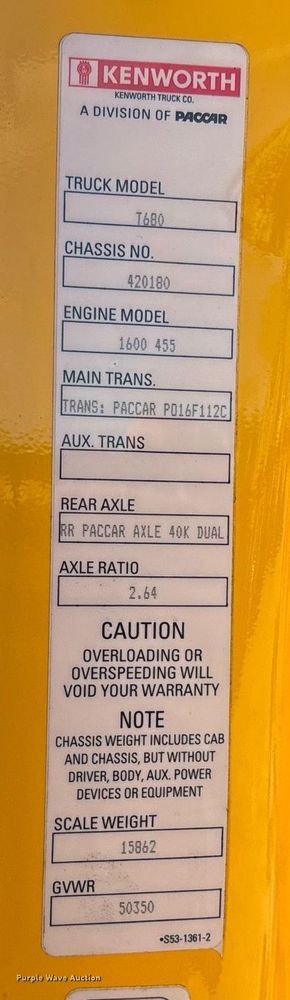 KENWORTH
KENWORTH TRUCK CO.
A DIVISION OF PACCAR
TRUCK MODEL
T680
CHASSIS NO.
420180
ENGINE MODEL
1600 455
MAIN TRANS.
TRANS: PACCAR PO16F112C
AUX. TRANS
REAR AXLE
RR PACCAR AXLE 40K DUAL
AXLE RATIO
2.64
CAUTION
OVERLOADING OR
OVERSPEEDING WILL
VOID YOUR WARRANTY
NOTE
CHASSIS WEIGHT INCLUDES CAB
AND CHASSIS, BUT WITHOUT
DRIVER, BODY, AUX. POWER
DEVICES OR EQUIPMENT
SCALE WEIGHT
15862
GVWR
50350
•S53-1361-2
Purple Wave Auction